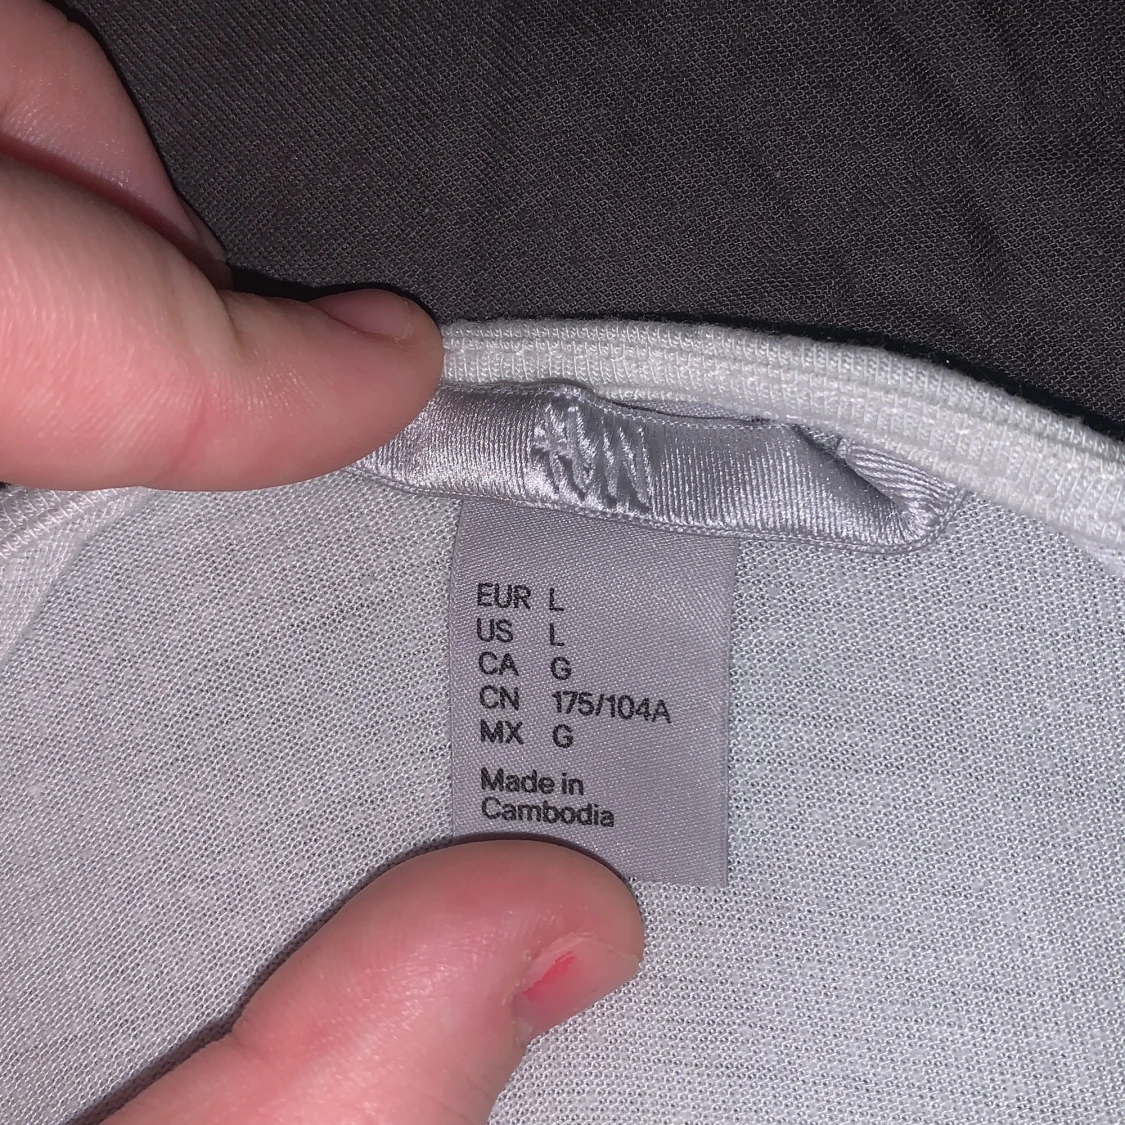 EUR L
US L
CA G
CN 175/104A
MX G
Made in
Cambodia